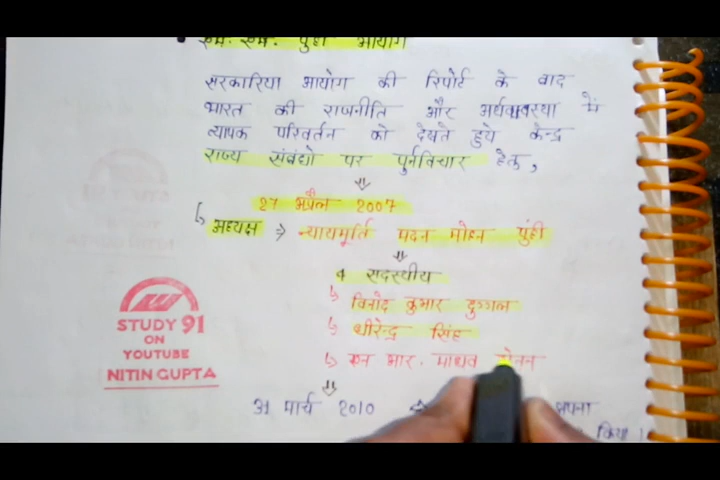 एम. एम. पुंछी आयोग
सरकारिया आयोग की रिपोर्ट के बाद
भारत की राजनीति और अर्थव्यवस्था में
व्यापक परिवर्तन को देखते हुये केन्द्र
राज्य संबंधो पर पुर्नविचार हेतु,
27 अप्रैल 2007
अध्यक्ष ⇒ न्यायमूर्ति मदन मोहन पुंछी
4 सदस्यीय
विनोद कुमार दुग्गल
धीरेन्द्र सिंह
एन आर. माधव मेनन
31 मार्च 2010 अपना
किया।
STUDY 91
ON
YOUTUBE
NITIN GUPTA